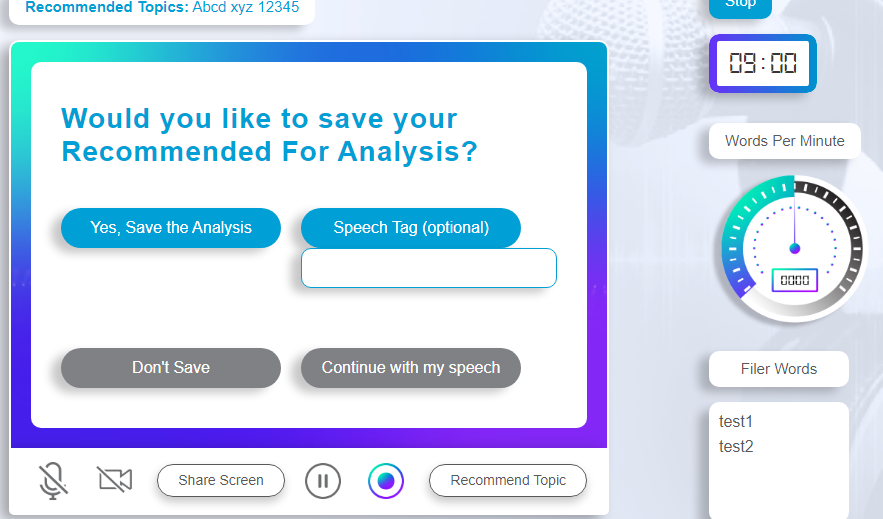 Recommended Topics: Abcd xyz 12345
Stop
09:00
Would you like to save your
Recommended For Analysis?
Words Per Minute
Yes, Save the Analysis
Speech Tag (optional)
0000
Don't Save
Continue with my speech
Filer Words
test1
test2
Share Screen
Recommend Topic